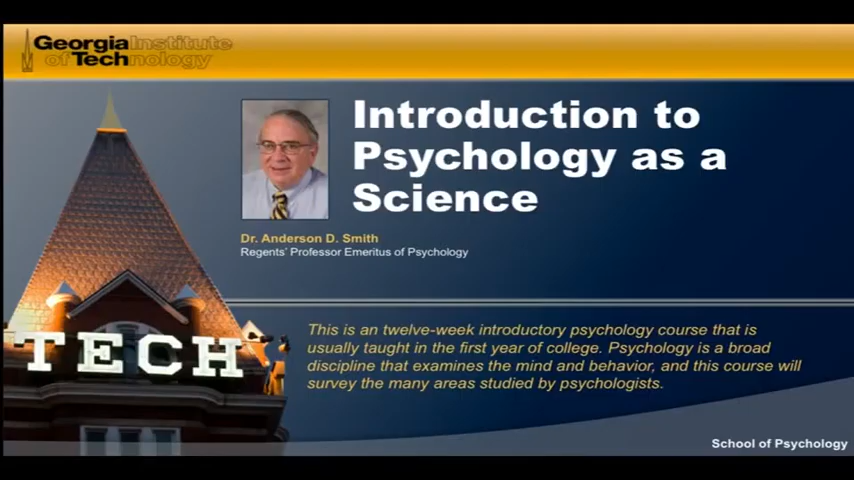 Georgia Institute
of Technology
Introduction to
Psychology as a
Science
Dr. Anderson D. Smith
Regents' Professor Emeritus of Psychology
TECH
This is an twelve-week introductory psychology course that is
usually taught in the first year of college. Psychology is a broad
discipline that examines the mind and behavior, and this course will
survey the many areas studied by psychologists.
School of Psychology